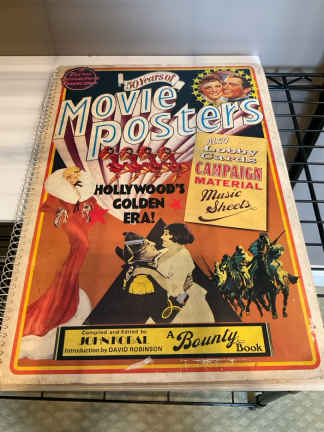 50 Years of
Movie
Posters
Also
Lobby
Cards
CAMPAIGN
MATERIAL
Music
Sheets
HOLLYWOOD'S
GOLDEN
ERA!
Compiled and Edited by
JOHN KOBAL
Introduction by DAVID ROBINSON
A
Bounty
Book